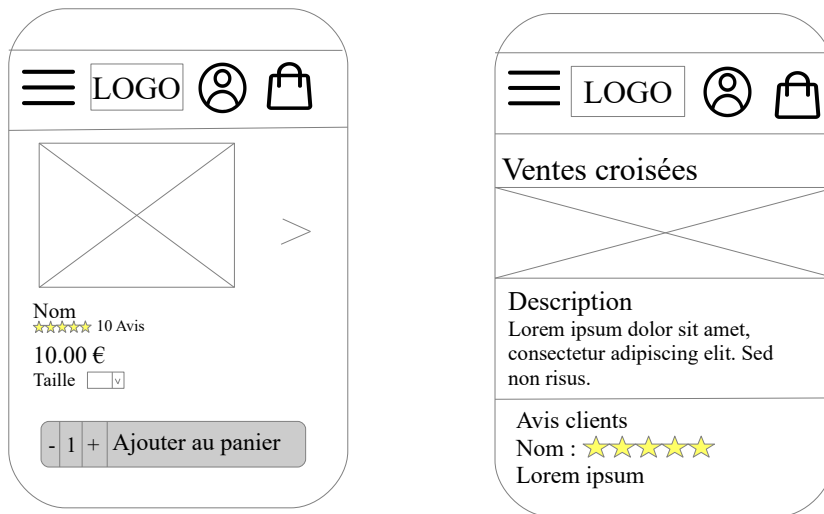 LOGO
>
Nom
10 Avis
10.00 €
Taille v
- 1 + Ajouter au panier
LOGO
Ventes croisées
Description
Lorem ipsum dolor sit amet,
consectetur adipiscing elit. Sed
non risus.
Avis clients
Nom :
Lorem ipsum